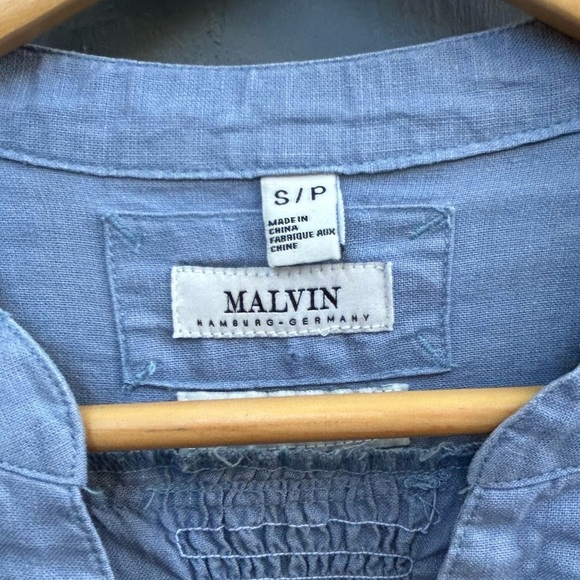 S / P
MADE IN
CHINA
FABRIQUE AUX
CHINE
MALVIN
HAMBURG-GERMANY